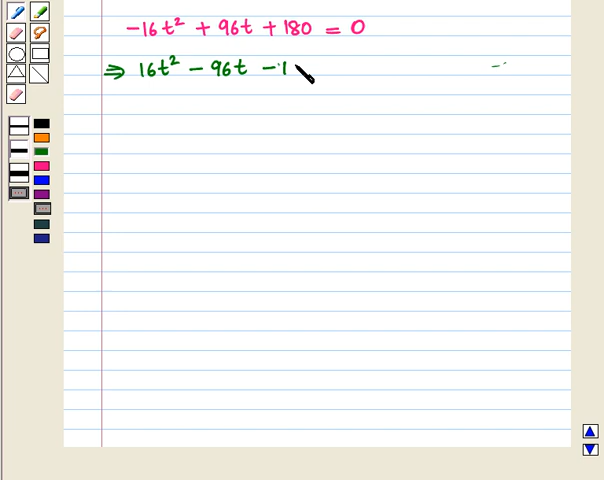 -16t² + 96t + 180 = 0
⇒ 16t² - 96t - 1